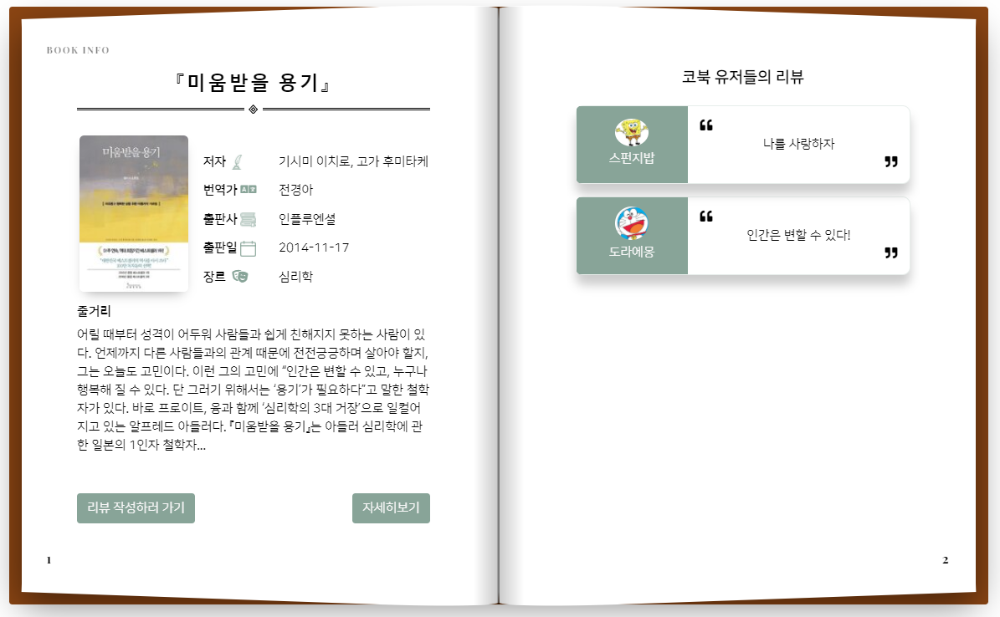 BOOK INFO
『미움받을 용기』
미움받을 용기
저자 기시미 이치로, 고가 후미타케
번역가 전경아
출판사 인플루엔셜
출판일 2014-11-17
장르 심리학
줄거리
어릴 때부터 성격이 어두워 사람들과 쉽게 친해지지 못하는 사람이 있
다. 언제까지 다른 사람들과의 관계 때문에 전전긍긍하며 살아야 할지,
그는 오늘도 고민이다. 이런 그의 고민에 “인간은 변할 수 있고, 누구나
행복해 질 수 있다. 단 그러기 위해서는 ‘용기’가 필요하다”고 말한 철학
자가 있다. 바로 프로이트, 융과 함께 ‘심리학의 3대 거장’으로 일컬어
지고 있는 알프레드 아들러다. 『미움받을 용기』는 아들러 심리학에 관
한 일본의 1인자 철학자...
리뷰 작성하러 가기
자세히보기
1
코북 유저들의 리뷰
스펀지밥
“
나를 사랑하자
”
도라에몽
“
인간은 변할 수 있다!
”
2